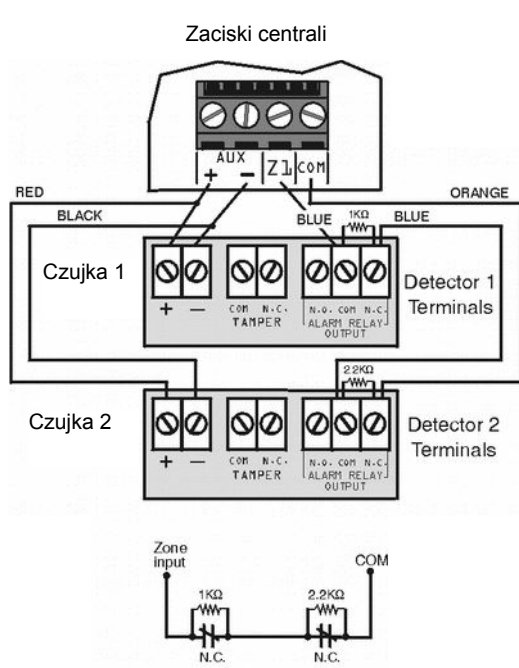 Zaciski centrali
AUX
+ − Z1 COM
RED
ORANGE
BLACK
BLUE
1KΩ
BLUE
Czujka 1
Detector 1
Terminals
+ −
COM N.C.
TAMPER
N.O. COM N.C.
ALARM RELAY
OUTPUT
2.2KΩ
Czujka 2
Detector 2
Terminals
+ −
COM N.C.
TAMPER
N.O. COM N.C.
ALARM RELAY
OUTPUT
Zone
input
COM
1KΩ
2.2KΩ
N.C.
N.C.